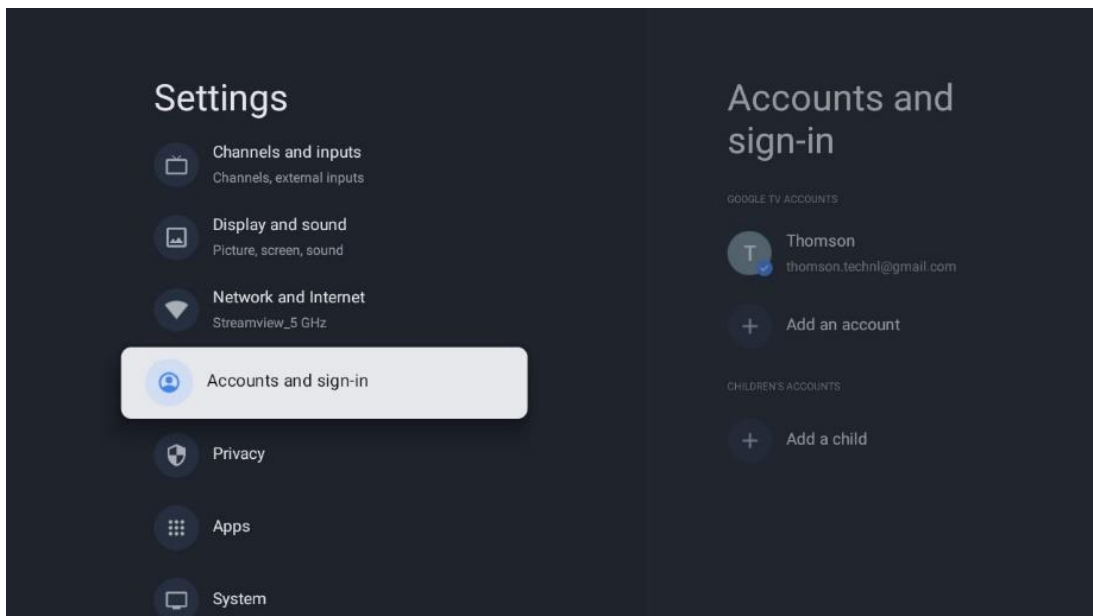 Settings
Channels and inputs
Channels, external inputs
Display and sound
Picture, screen, sound
Network and Internet
Streamview_5 GHz
Accounts and sign-in
Privacy
Apps
System
Accounts and
sign-in
GOOGLE TV ACCOUNTS
T
Thomson
thomson.technl@gmail.com
Add an account
CHILDREN'S ACCOUNTS
Add a child